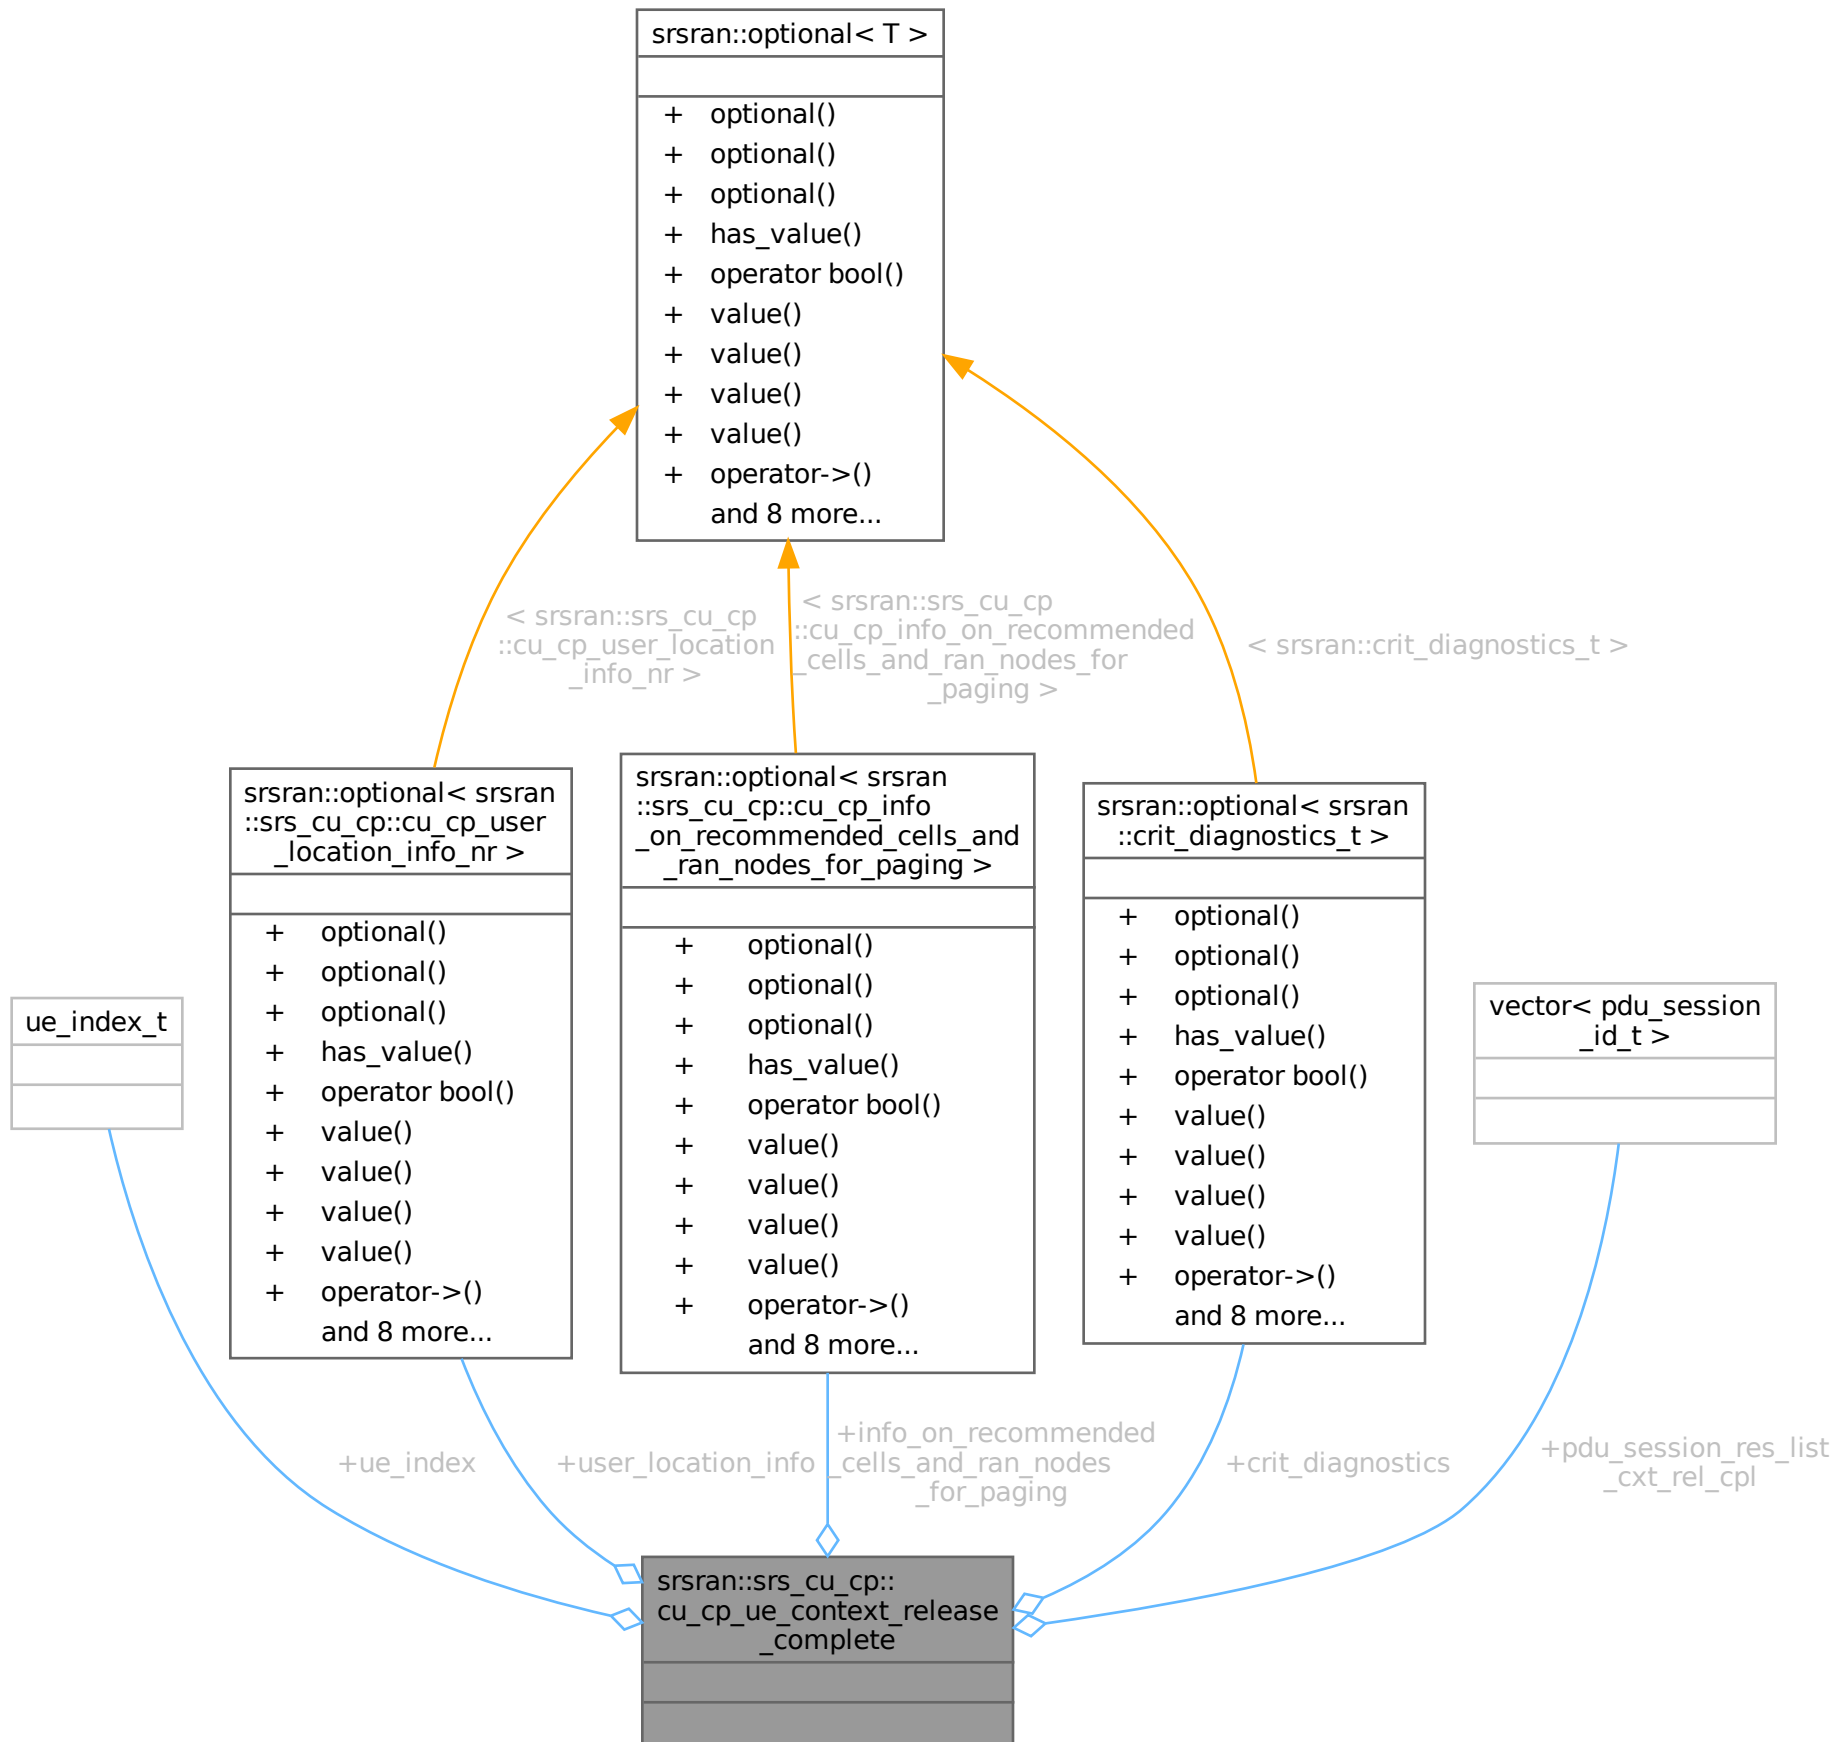 srsran::optional< T >
+ optional()
+ optional()
+ optional()
+ has_value()
+ operator bool()
+ value()
+ value()
+ value()
+ value()
+ operator->()
and 8 more...
< srsran::srs_cu_cp
::cu_cp_user_location
_info_nr >
< srsran::srs_cu_cp
::cu_cp_info_on_recommended
_cells_and_ran_nodes_for
_paging >
< srsran::crit_diagnostics_t >
srsran::optional< srsran
::srs_cu_cp::cu_cp_user
_location_info_nr >
+ optional()
+ optional()
+ optional()
+ has_value()
+ operator bool()
+ value()
+ value()
+ value()
+ value()
+ operator->()
and 8 more...
srsran::optional< srsran
::srs_cu_cp::cu_cp_info
_on_recommended_cells_and
_ran_nodes_for_paging >
+ optional()
+ optional()
+ optional()
+ has_value()
+ operator bool()
+ value()
+ value()
+ value()
+ value()
+ operator->()
and 8 more...
srsran::optional< srsran
::crit_diagnostics_t >
+ optional()
+ optional()
+ optional()
+ has_value()
+ operator bool()
+ value()
+ value()
+ value()
+ value()
+ operator->()
and 8 more...
ue_index_t
vector< pdu_session
_id_t >
+ue_index
+user_location_info
+info_on_recommended
_cells_and_ran_nodes
_for_paging
+crit_diagnostics
+pdu_session_res_list
_cxt_rel_cpl
srsran::srs_cu_cp::
cu_cp_ue_context_release
_complete